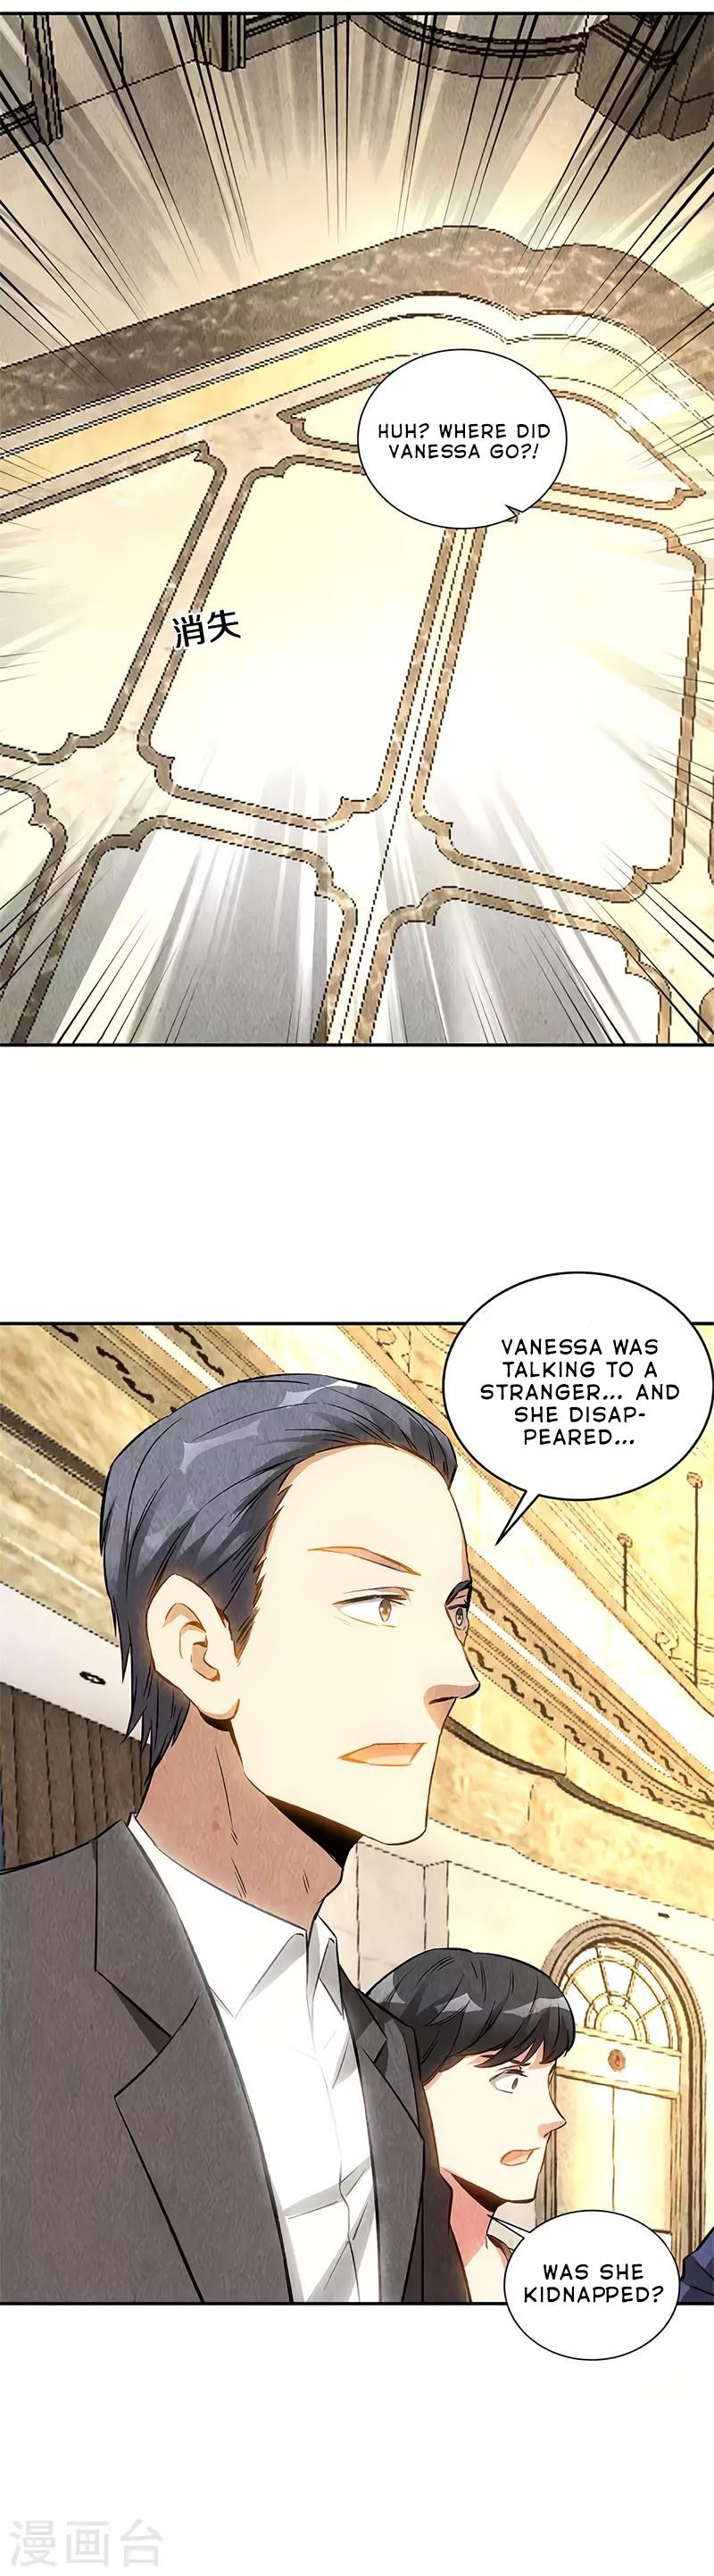 HUH? WHERE DID
VANESSA GO?!
消失
VANESSA WAS
TALKING TO A
STRANGER... AND
SHE DISAP-
PEARED...
WAS SHE
KIDNAPPED?
漫画台